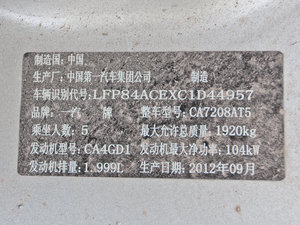 制造国：中国
生产厂：中国第一汽车集团公司 制造
车辆识别代号：LFP84ACEXC1D44957
品牌：一汽 牌 整车型号：CA7208AT5
乘坐人数：5 最大允许总质量：1920kg
发动机型号：CA4GD1 发动机最大净功率：104kW
发动机排量：1.999L 生产日期：2012年09月